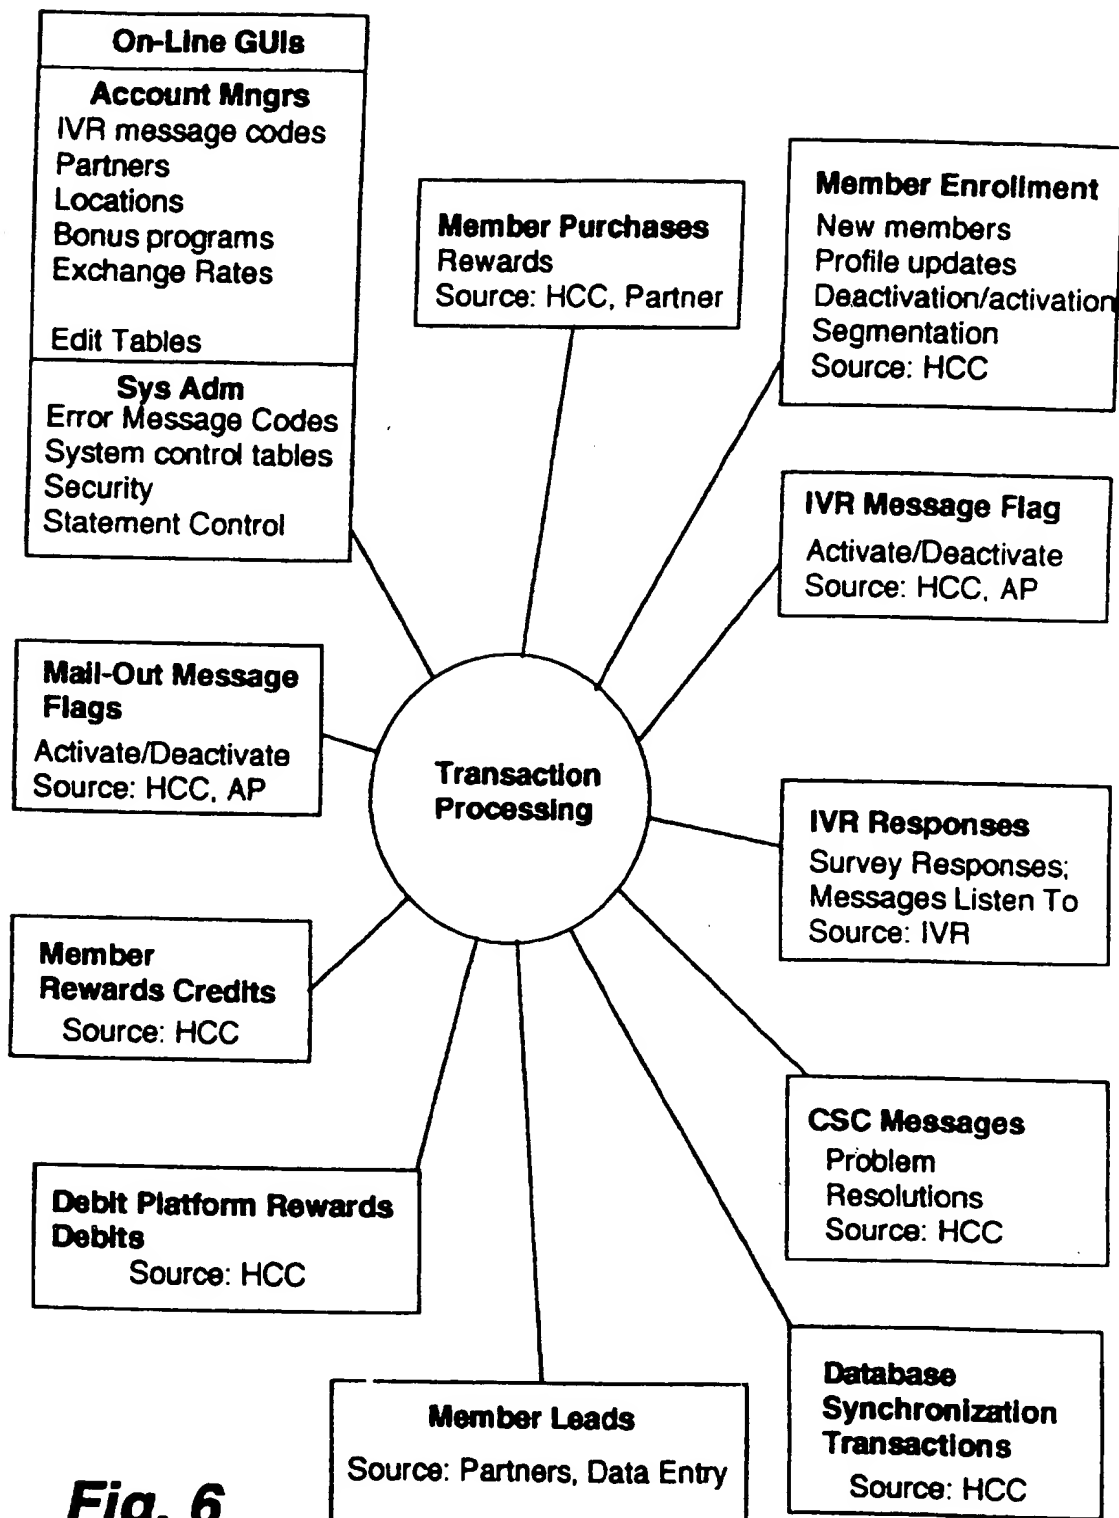 On-Line GUIs
Account Mngrs
IVR message codes
Partners
Locations
Bonus programs
Exchange Rates
Edit Tables
Sys Adm
Error Message Codes
System control tables
Security
Statement Control
Member Purchases
Rewards
Source: HCC, Partner
Member Enrollment
New members
Profile updates
Deactivation/activation
Segmentation
Source: HCC
IVR Message Flag
Activate/Deactivate
Source: HCC, AP
Mail-Out Message
Flags
Activate/Deactivate
Source: HCC, AP
Transaction
Processing
IVR Responses
Survey Responses;
Messages Listen To
Source: IVR
Member
Rewards Credits
Source: HCC
CSC Messages
Problem
Resolutions
Source: HCC
Debit Platform Rewards
Debits
Source: HCC
Database
Synchronization
Transactions
Source: HCC
Member Leads
Source: Partners, Data Entry
Fig. 6